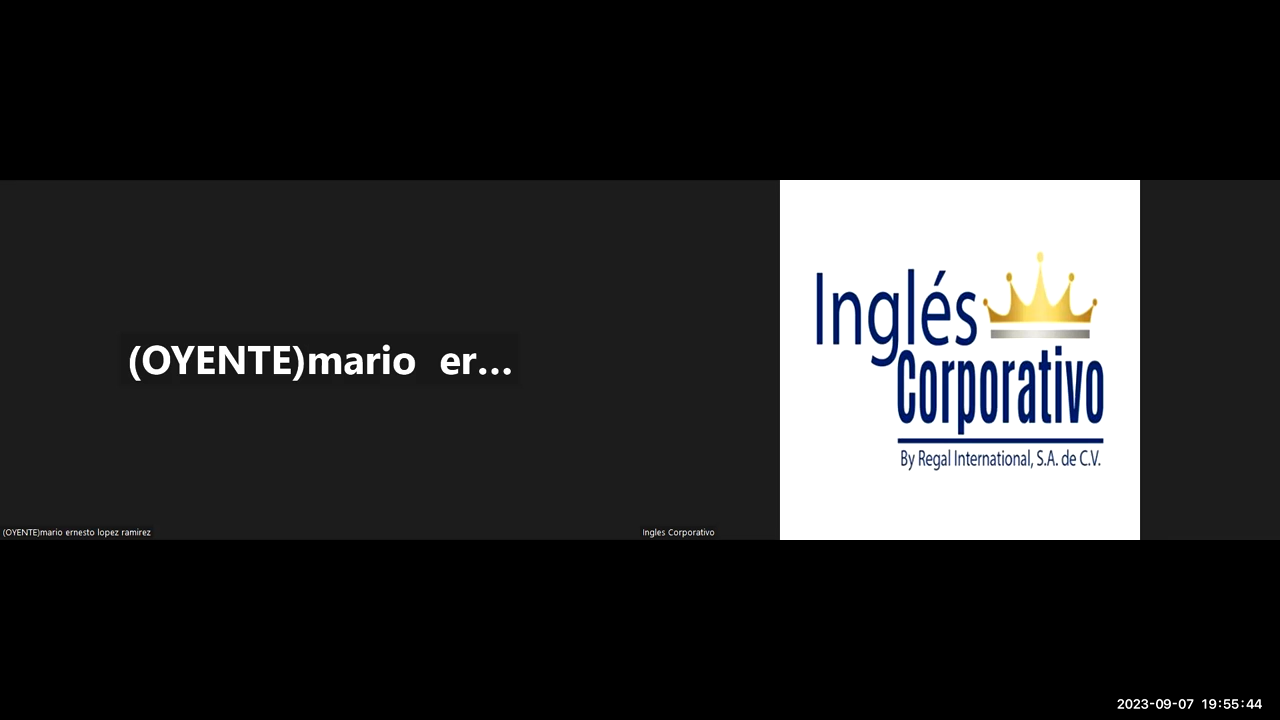 (OYENTE)mario er...
(OYENTE)mario ernesto lopez ramirez
Inglés
Corporativo
By Regal International, S.A. de C.V.
Ingles Corporativo
2023-09-07 19:55:44